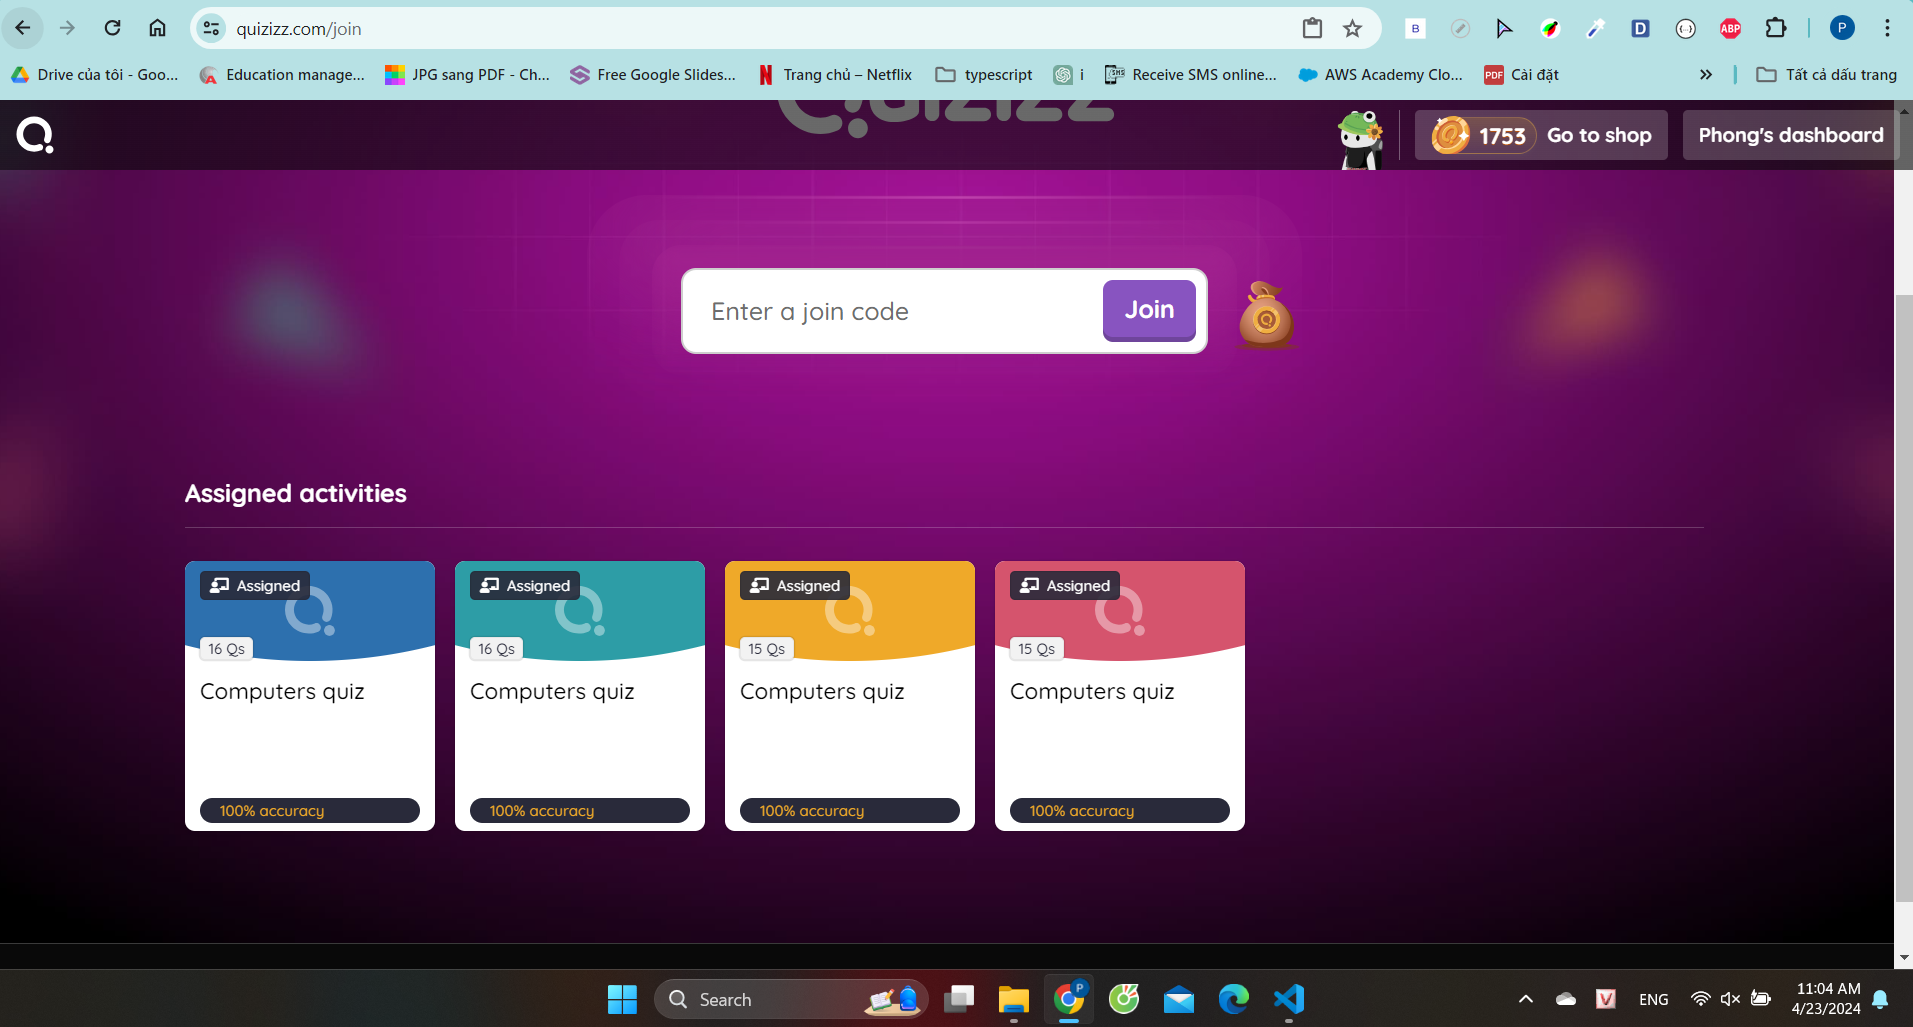 quizizz.com/join
B
D
ABP
P
Drive của tôi - Goo...
Education manage...
JPG sang PDF - Ch...
Free Google Slides...
Trang chủ – Netflix
typescript
i
Receive SMS online...
AWS Academy Clo...
PDF
Cài đặt
Tất cả dấu trang
Quizizz
1753
Go to shop
Phong's dashboard
Enter a join code
Join
Assigned activities
Assigned
16 Qs
Computers quiz
100% accuracy
Assigned
16 Qs
Computers quiz
100% accuracy
Assigned
15 Qs
Computers quiz
100% accuracy
Assigned
15 Qs
Computers quiz
100% accuracy
Search
P
V
ENG
11:04 AM
4/23/2024